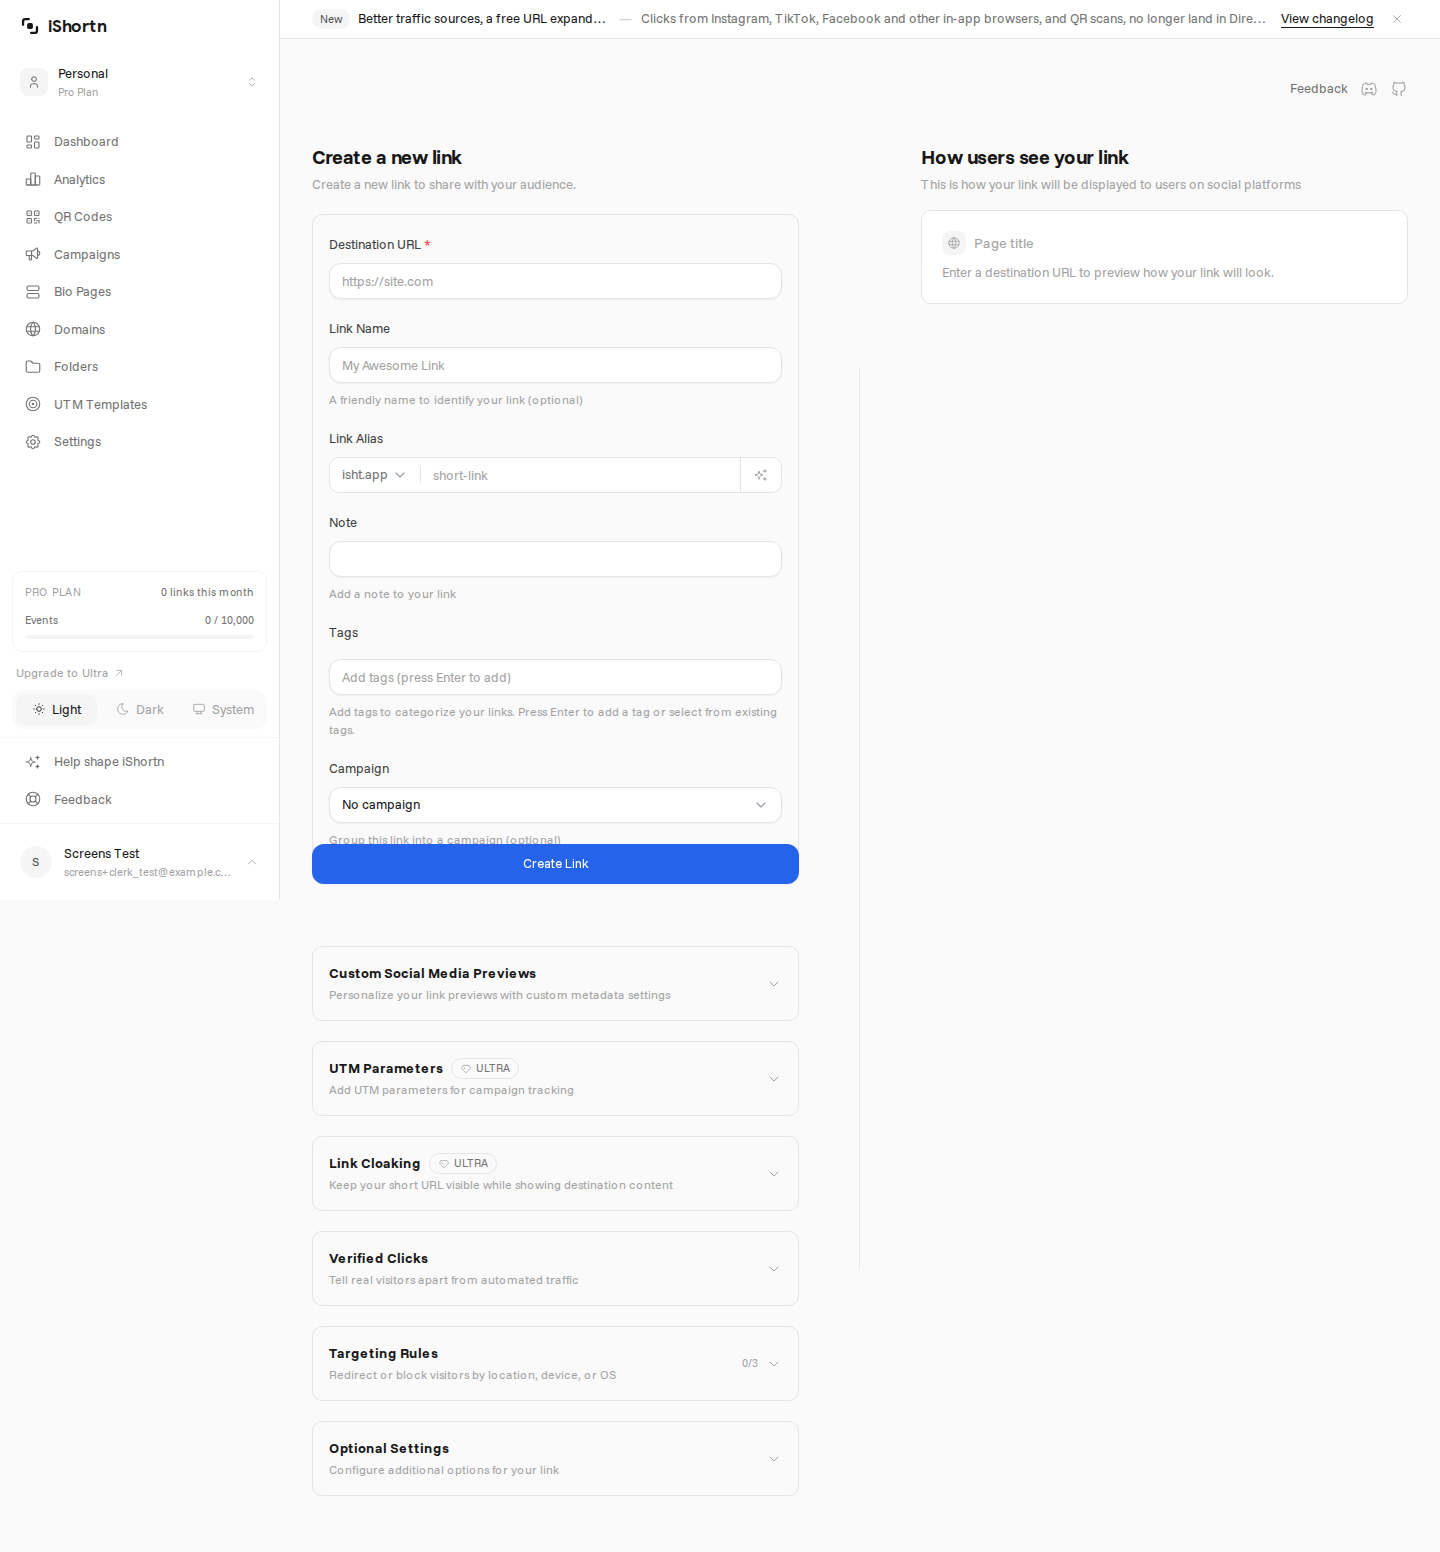 iShortn
Personal
Pro Plan
Dashboard
Analytics
QR Codes
Campaigns
Bio Pages
Domains
Folders
UTM Templates
Settings
PRO PLAN 0 links this month
Events 0 / 10,000
Upgrade to Ultra
Light Dark System
Help shape iShortn
Feedback
S
Screens Test
screens+clerk_test@example.c...
New Better traffic sources, a free URL expand... — Clicks from Instagram, TikTok, Facebook and other in-app browsers, and QR scans, no longer land in Dire... View changelog
Feedback
Create a new link
Create a new link to share with your audience.
Destination URL *
https://site.com
Link Name
My Awesome Link
A friendly name to identify your link (optional)
Link Alias
isht.app short-link
Note
Add a note to your link
Tags
Add tags (press Enter to add)
Add tags to categorize your links. Press Enter to add a tag or select from existing
tags.
Campaign
No campaign
Group this link into a campaign (optional)
Create Link
Custom Social Media Previews
Personalize your link previews with custom metadata settings
UTM Parameters ULTRA
Add UTM parameters for campaign tracking
Link Cloaking ULTRA
Keep your short URL visible while showing destination content
Verified Clicks
Tell real visitors apart from automated traffic
Targeting Rules 0/3
Redirect or block visitors by location, device, or OS
Optional Settings
Configure additional options for your link
How users see your link
This is how your link will be displayed to users on social platforms
Page title
Enter a destination URL to preview how your link will look.